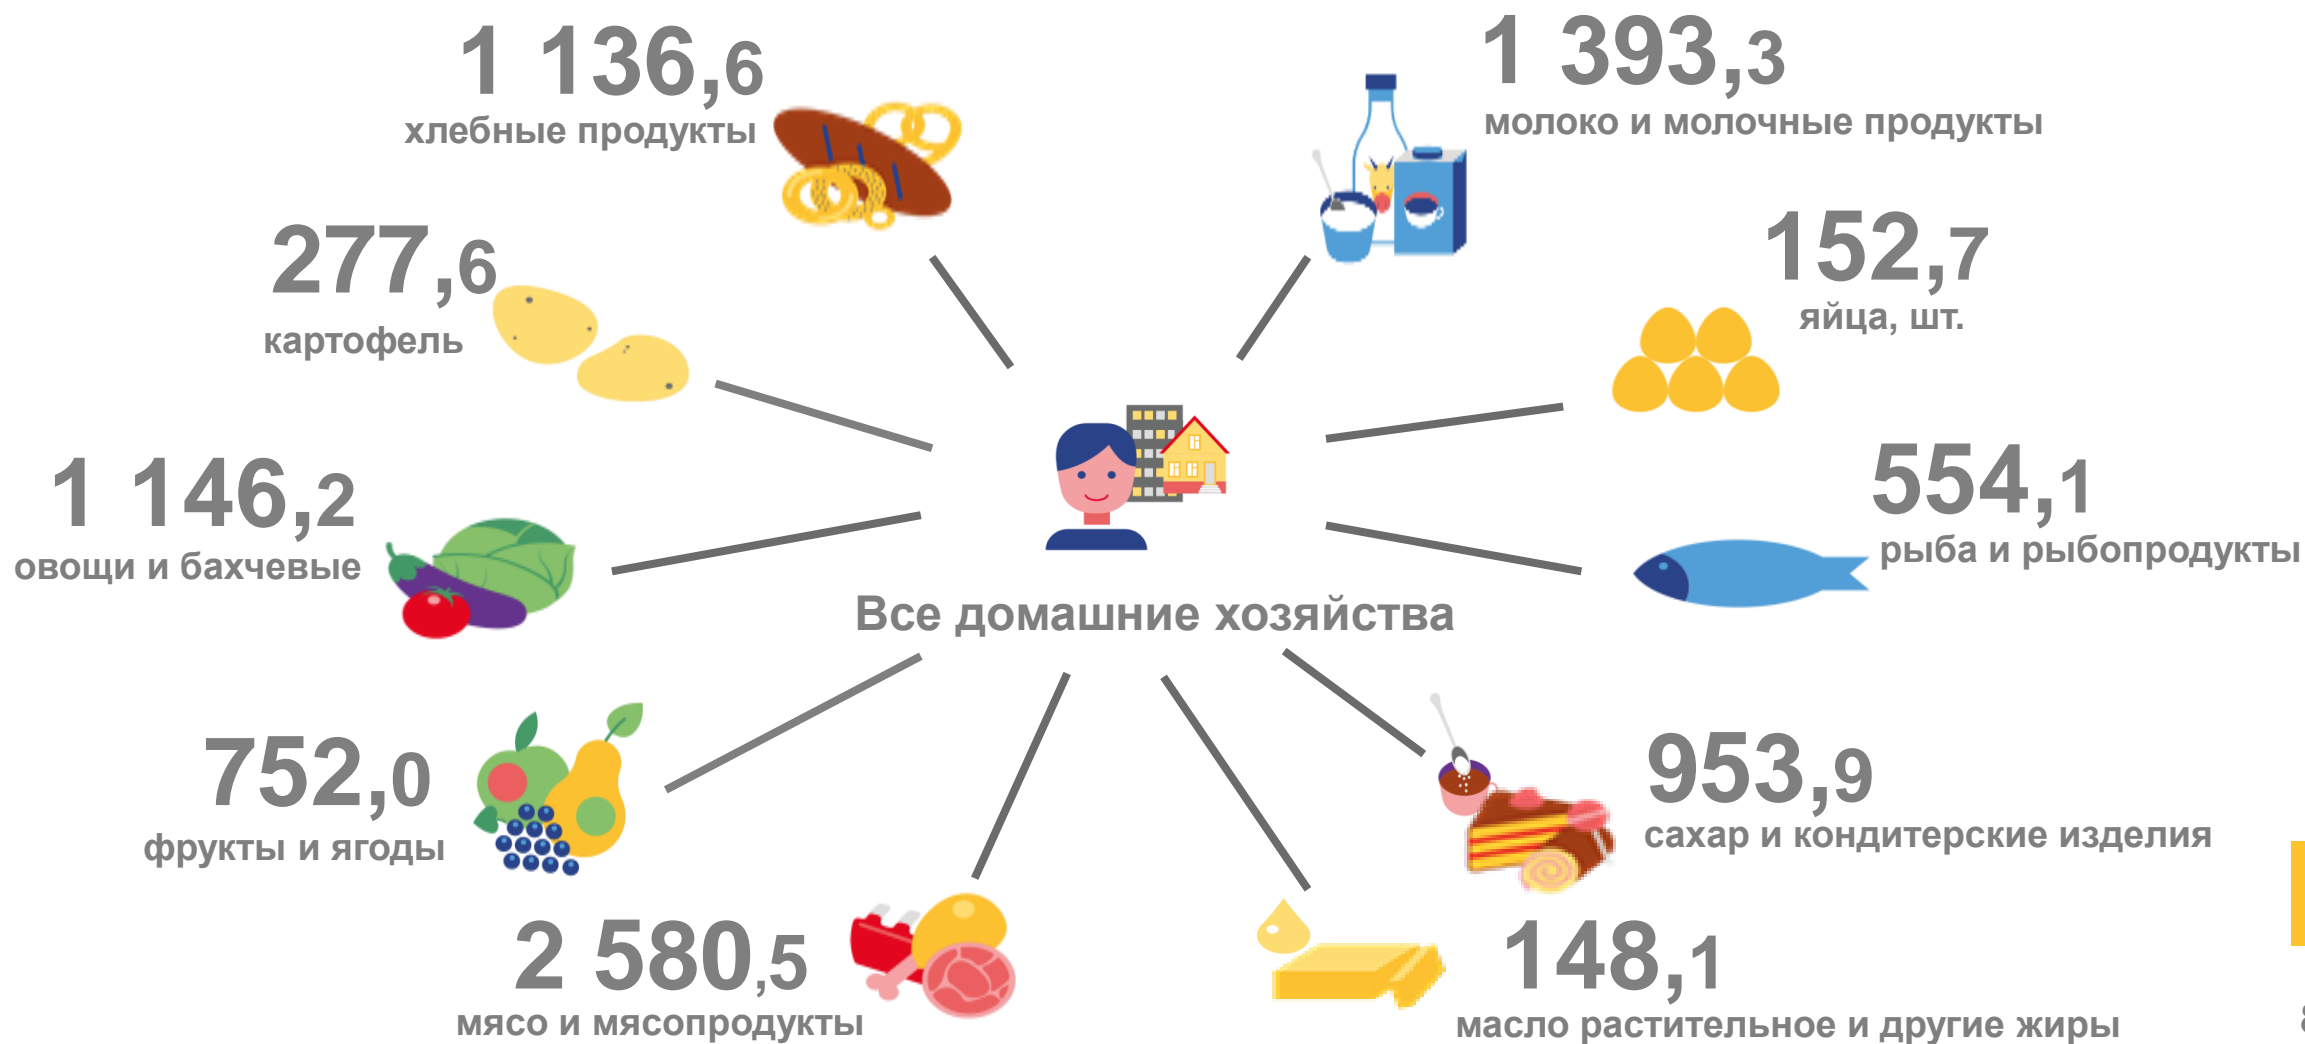 1 136,6
хлебные продукты
1 393,3
молоко и молочные продукты
277,6
картофель
152,7
яйца, шт.
1 146,2
овощи и бахчевые
554,1
рыба и рыбопродукты
Все домашние хозяйства
752,0
фрукты и ягоды
953,9
сахар и кондитерские изделия
2 580,5
мясо и мясопродукты
148,1
масло растительное и другие жиры